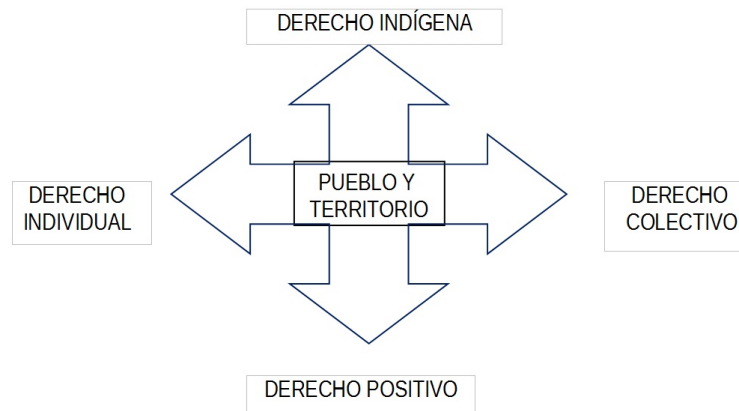 DERECHO INDÍGENA
DERECHO
INDIVIDUAL
PUEBLO Y
TERRITORIO
DERECHO
COLECTIVO
DERECHO POSITIVO